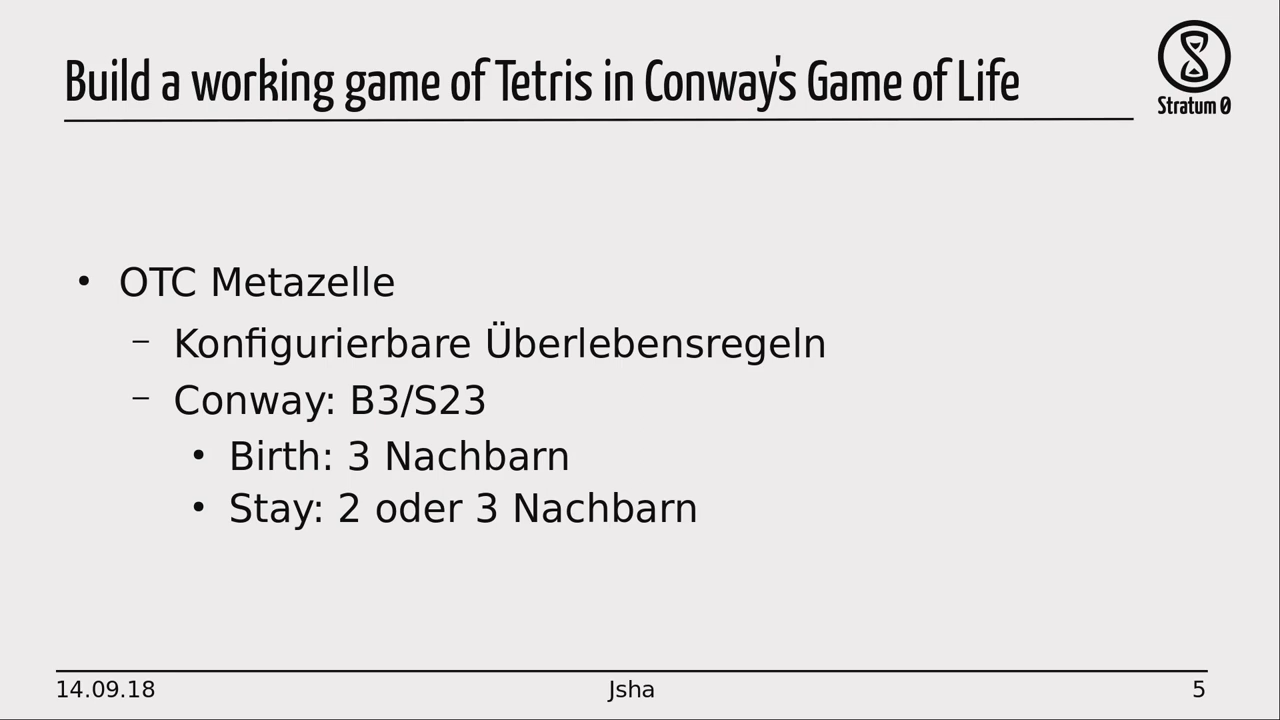 Build a working game of Tetris in Conway's Game of Life
Stratum 0
• OTC Metazelle
– Konfigurierbare Überlebensregeln
– Conway: B3/S23
• Birth: 3 Nachbarn
• Stay: 2 oder 3 Nachbarn
14.09.18
Jsha
5